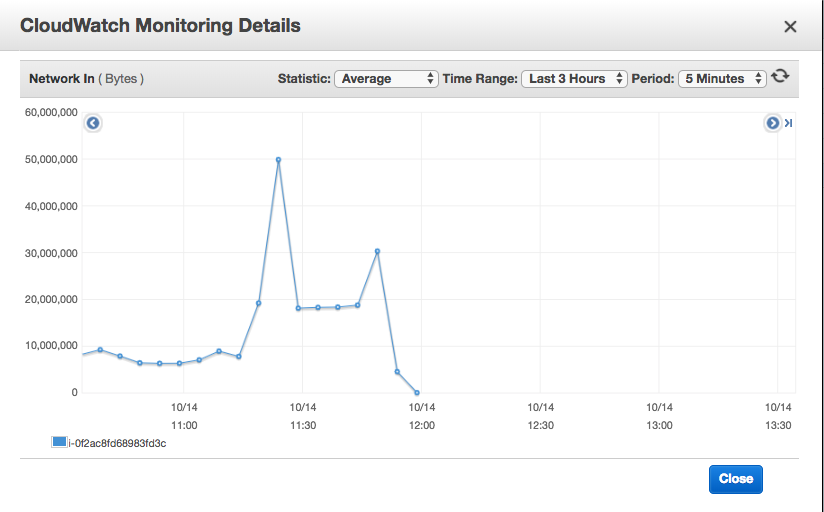 CloudWatch Monitoring Details
Network In ( Bytes )
Statistic: Average Time Range: Last 3 Hours Period: 5 Minutes
60,000,000
50,000,000
40,000,000
30,000,000
20,000,000
10,000,000
0
10/14 10/14 10/14 10/14 10/14 10/14
11:00 11:30 12:00 12:30 13:00 13:30
i-0f2ac8fd68983fd3c
Close